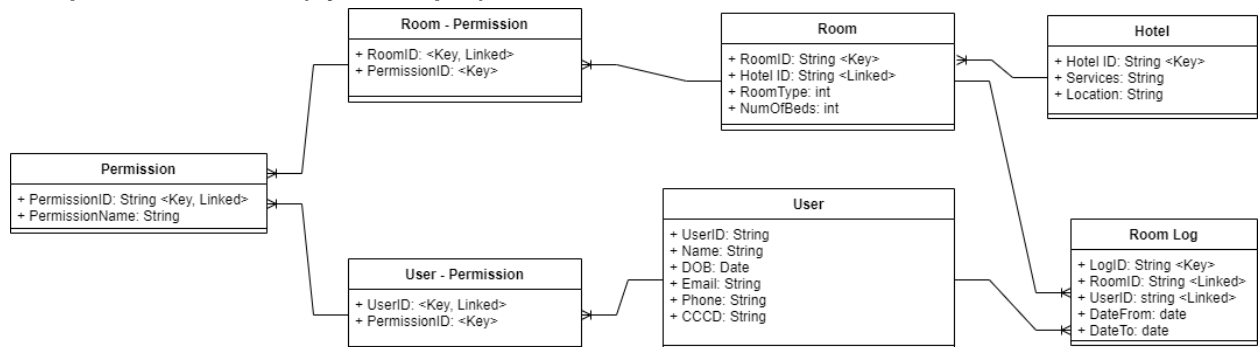 Room - Permission
+ RoomID: <Key, Linked>
+ PermissionID: <Key>
Room
+ RoomID: String <Key>
+ Hotel ID: String <Linked>
+ RoomType: int
+ NumOfBeds: int
Hotel
+ Hotel ID: String <Key>
+ Services: String
+ Location: String
Permission
+ PermissionID: String <Key, Linked>
+ PermissionName: String
User - Permission
+ UserID: <Key, Linked>
+ PermissionID: <Key>
User
+ UserID: String
+ Name: String
+ DOB: Date
+ Email: String
+ Phone: String
+ CCCD: String
Room Log
+ LogID: String <Key>
+ RoomID: String <Linked>
+ UserID: string <Linked>
+ DateFrom: date
+ DateTo: date